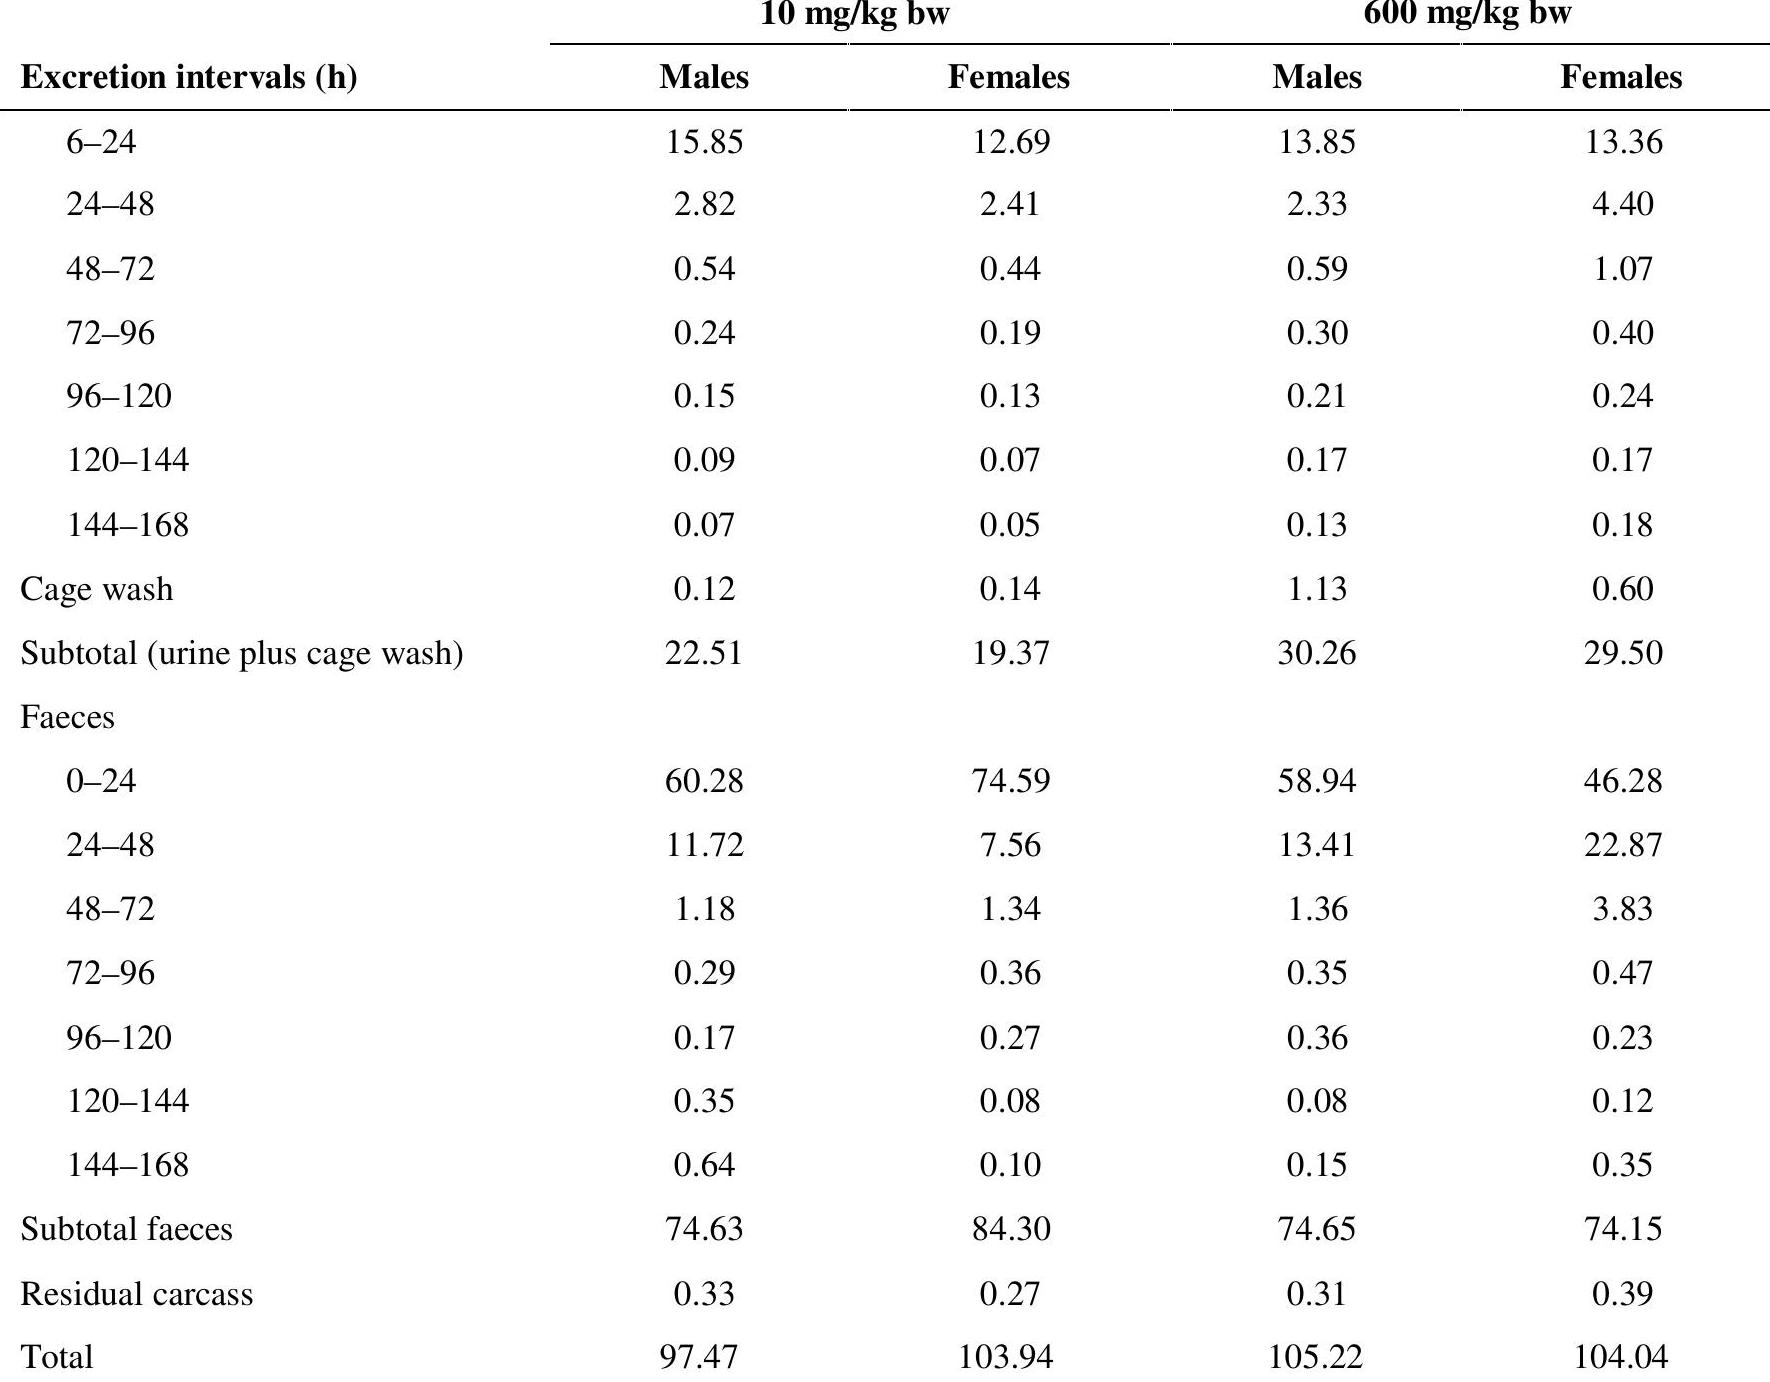 10 mg/kg bw 600 mg/kg bw
Excretion intervals (h) Males Females Males Females
6–24 15.85 12.69 13.85 13.36
24–48 2.82 2.41 2.33 4.40
48–72 0.54 0.44 0.59 1.07
72–96 0.24 0.19 0.30 0.40
96–120 0.15 0.13 0.21 0.24
120–144 0.09 0.07 0.17 0.17
144–168 0.07 0.05 0.13 0.18
Cage wash 0.12 0.14 1.13 0.60
Subtotal (urine plus cage wash) 22.51 19.37 30.26 29.50
Faeces
0–24 60.28 74.59 58.94 46.28
24–48 11.72 7.56 13.41 22.87
48–72 1.18 1.34 1.36 3.83
72–96 0.29 0.36 0.35 0.47
96–120 0.17 0.27 0.36 0.23
120–144 0.35 0.08 0.08 0.12
144–168 0.64 0.10 0.15 0.35
Subtotal faeces 74.63 84.30 74.65 74.15
Residual carcass 0.33 0.27 0.31 0.39
Total 97.47 103.94 105.22 104.04